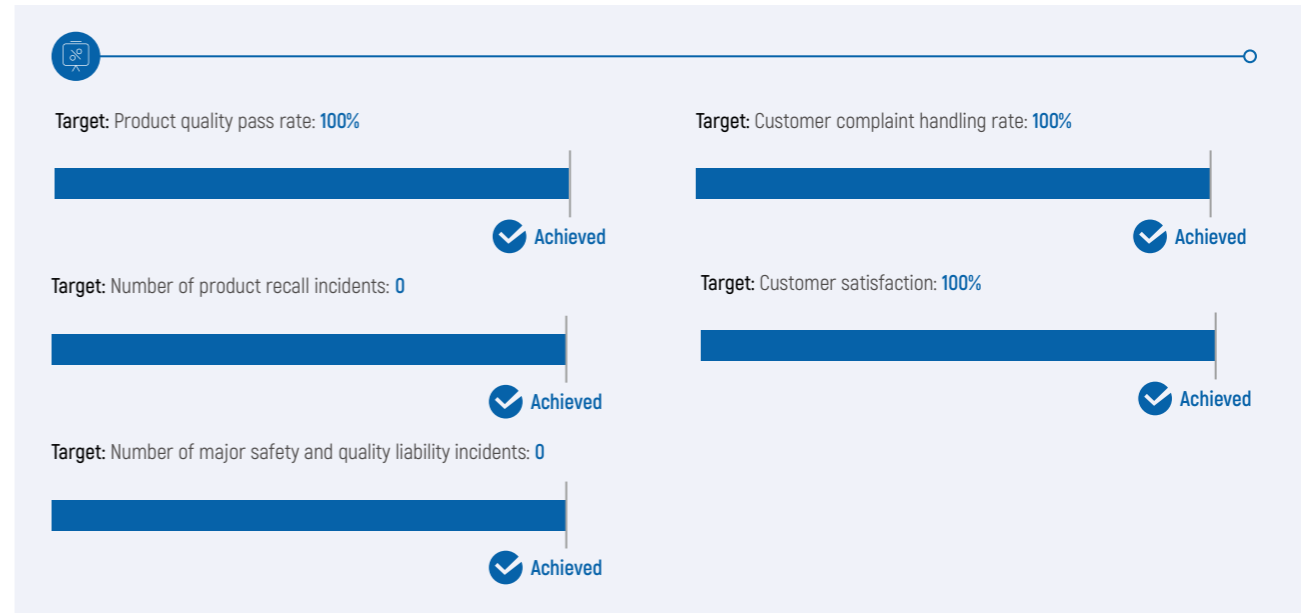 Target: Product quality pass rate: 100%
Achieved
Target: Customer complaint handling rate: 100%
Achieved
Target: Number of product recall incidents: 0
Achieved
Target: Customer satisfaction: 100%
Achieved
Target: Number of major safety and quality liability incidents: 0
Achieved